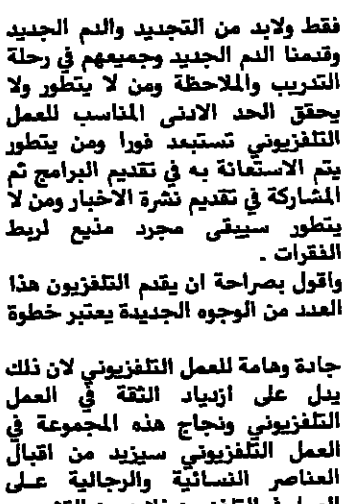 فقط ولابد من التجديد والدم الجديد
وقدمنا الدم الجديد وجميعهم في رحلة
التدريب والملاحظة ومن لا يتطور ولا
يحقق الحد الادنى المناسب للعمل
التلفزيوني تستبعد فورا ومن يتطور
يتم الاستعانة به في تقديم البرامج ثم
المشاركة في تقديم نشرة الاخبار ومن لا
يتطور سيبقى مجرد مذيع لربط
الفقرات .
واقول بصراحة ان يقدم التلفزيون هذا
العدد من الوجوه الجديدة يعتبر خطوة
جادة وهامة للعمل التلفزيوني لان ذلك
يدل على ازدياد الثقة في العمل
التلفزيوني ونجاح هذه المجموعة في
العمل التلفزيوني سيزيد من اقبال
العناصر النسائية والرجالية على